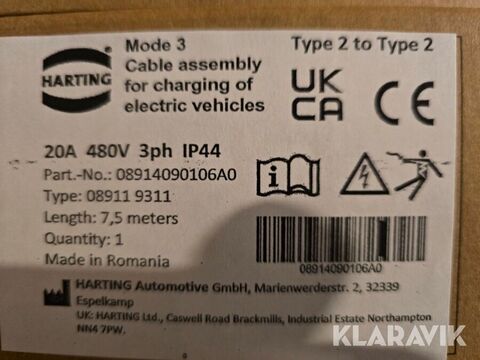 Mode 3
Type 2 to Type 2
HARTING
Cable assembly
for charging of
electric vehicles
UK
CA
CE
20A 480V 3ph IP44
Part.-No.: 08914090106A0
Type: 08911 9311
Length: 7,5 meters
Quantity: 1
Made in Romania
08914090106A0
HARTING Automotive GmbH, Marienwerderstr. 2, 32339
Espelkamp
UK: HARTING Ltd., Caswell Road Brackmills, Industrial Estate Northampton
NN4 7PW.
KLARAVIK